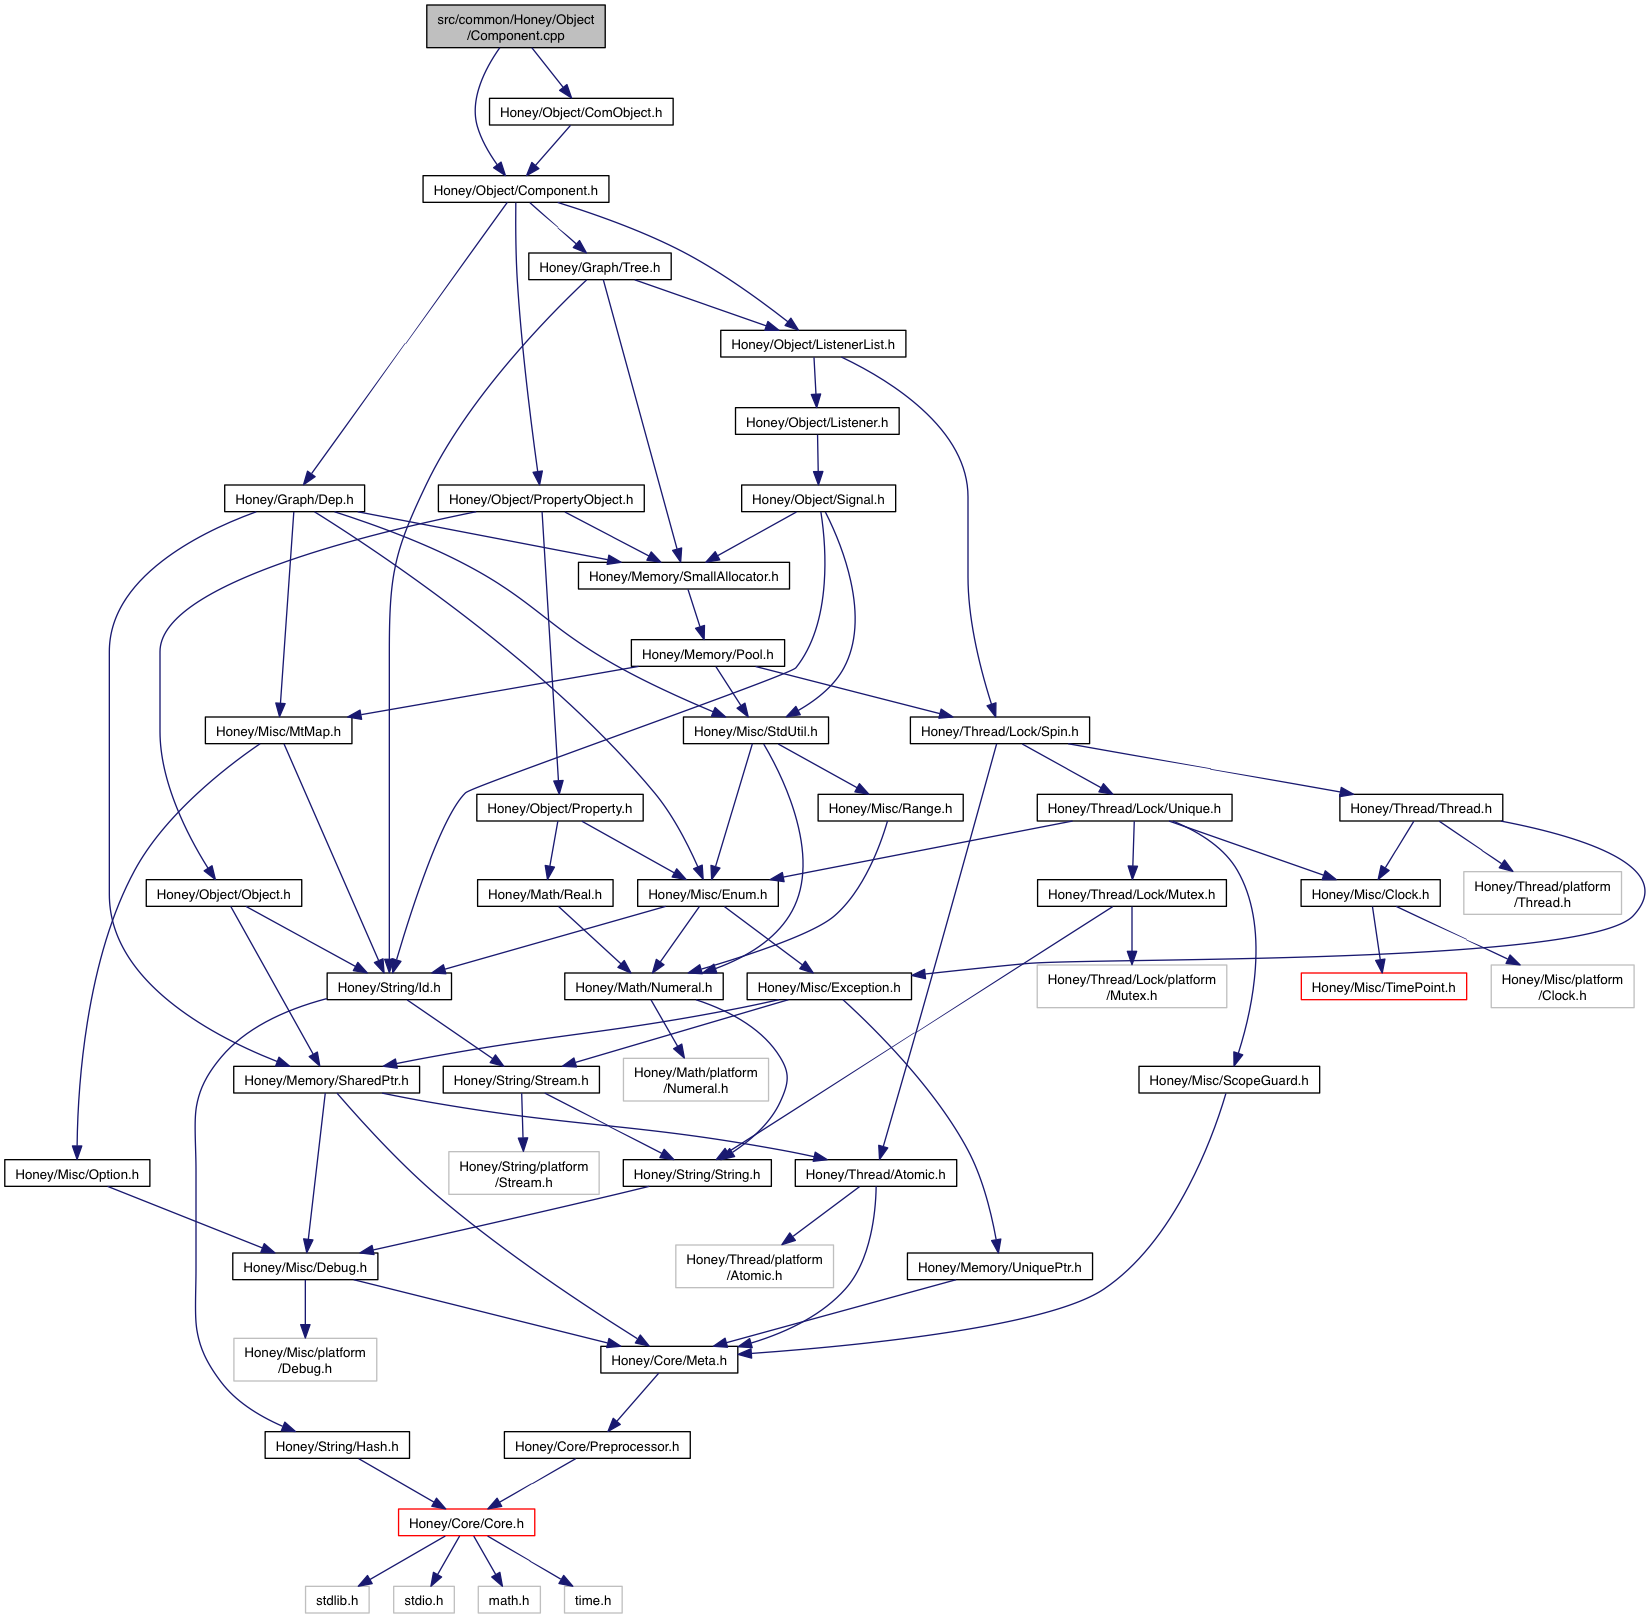 src/common/Honey/Object
/Component.cpp
Honey/Object/ComObject.h
Honey/Object/Component.h
Honey/Graph/Tree.h
Honey/Object/ListenerList.h
Honey/Object/Listener.h
Honey/Graph/Dep.h
Honey/Object/PropertyObject.h
Honey/Object/Signal.h
Honey/Memory/SmallAllocator.h
Honey/Memory/Pool.h
Honey/Misc/MtMap.h
Honey/Misc/StdUtil.h
Honey/Thread/Lock/Spin.h
Honey/Object/Property.h
Honey/Misc/Range.h
Honey/Thread/Lock/Unique.h
Honey/Thread/Thread.h
Honey/Object/Object.h
Honey/Math/Real.h
Honey/Misc/Enum.h
Honey/Thread/Lock/Mutex.h
Honey/Misc/Clock.h
Honey/Thread/platform
/Thread.h
Honey/String/Id.h
Honey/Math/Numeral.h
Honey/Misc/Exception.h
Honey/Thread/Lock/platform
/Mutex.h
Honey/Misc/TimePoint.h
Honey/Misc/platform
/Clock.h
Honey/Memory/SharedPtr.h
Honey/String/Stream.h
Honey/Math/platform
/Numeral.h
Honey/Misc/ScopeGuard.h
Honey/Misc/Option.h
Honey/String/platform
/Stream.h
Honey/String/String.h
Honey/Thread/Atomic.h
Honey/Misc/Debug.h
Honey/Thread/platform
/Atomic.h
Honey/Memory/UniquePtr.h
Honey/Misc/platform
/Debug.h
Honey/Core/Meta.h
Honey/String/Hash.h
Honey/Core/Preprocessor.h
Honey/Core/Core.h
stdlib.h
stdio.h
math.h
time.h